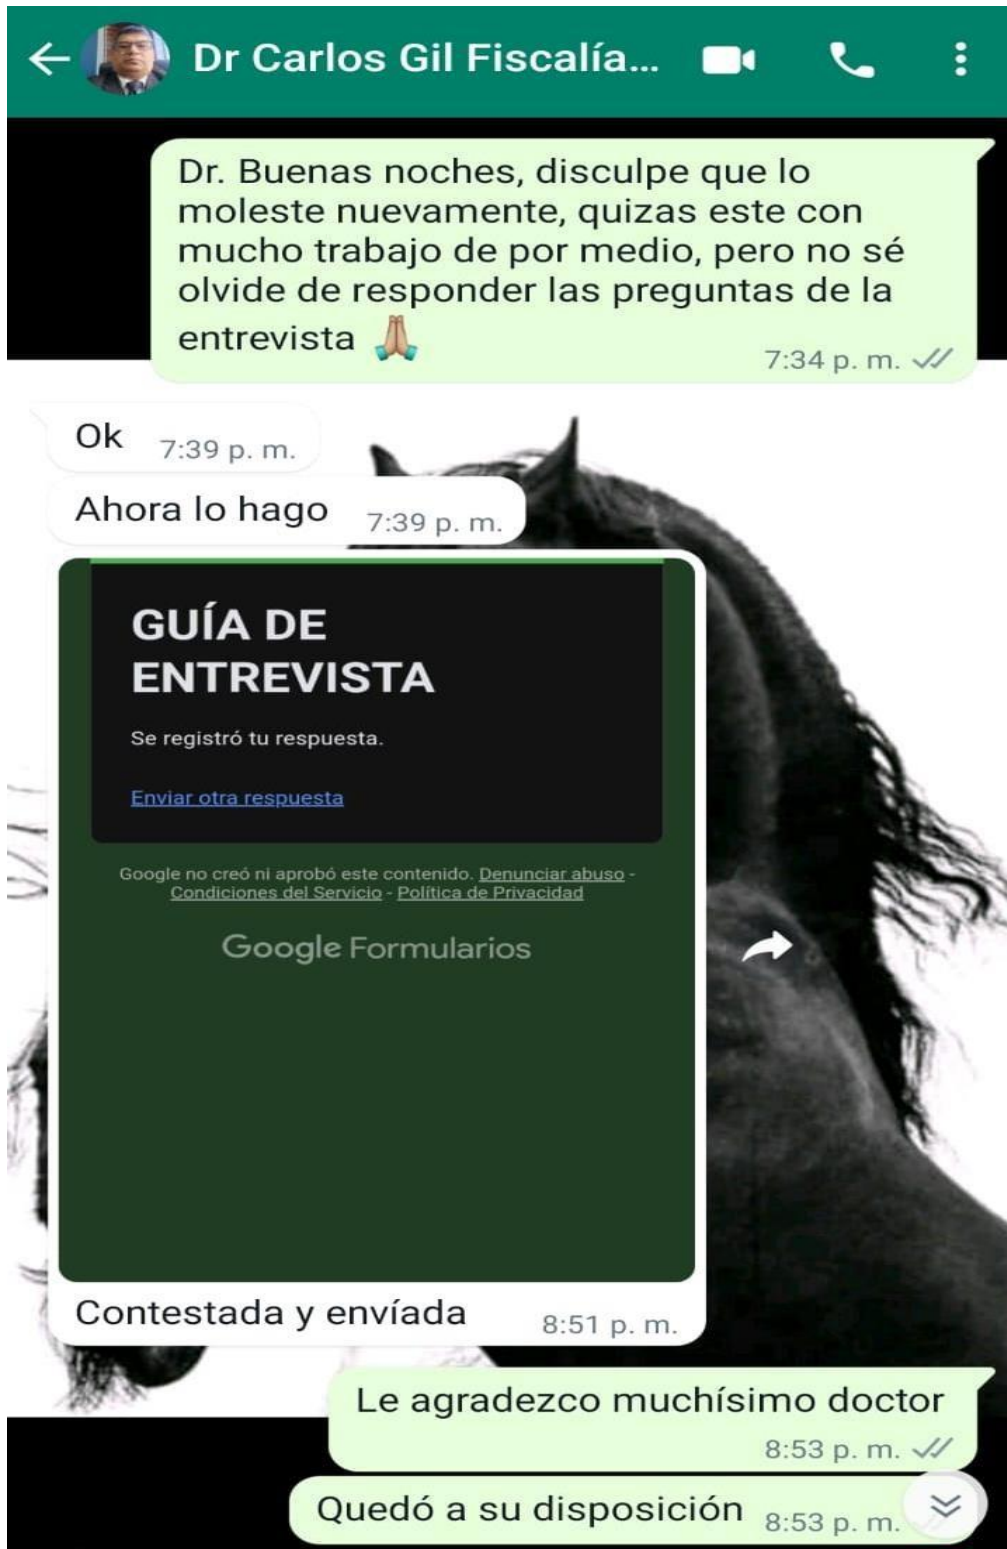 Dr Carlos Gil Fiscalía...
Dr. Buenas noches, disculpe que lo
moleste nuevamente, quizas este con
mucho trabajo de por medio, pero no sé
olvide de responder las preguntas de la
entrevista 🙏🏼
7:34 p. m.
Ok 7:39 p. m.
Ahora lo hago 7:39 p. m.
GUÍA DE
ENTREVISTA
Se registró tu respuesta.
Enviar otra respuesta
Google no creó ni aprobó este contenido. Denunciar abuso -
Condiciones del Servicio - Política de Privacidad
Google Formularios
Contestada y envíada 8:51 p. m.
Le agradezco muchísimo doctor
8:53 p. m.
Quedó a su disposición 8:53 p. m.